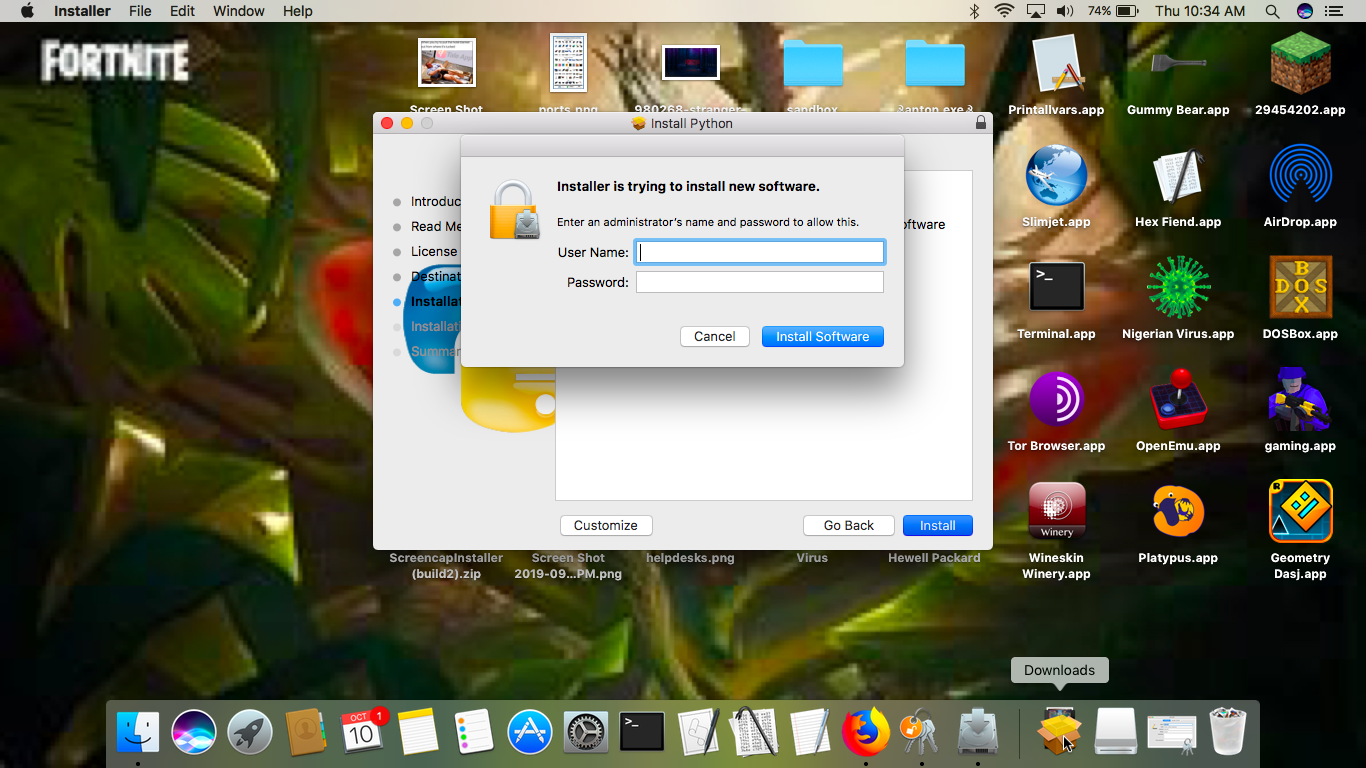 Installer File Edit Window Help 74% Thu 10:34 AM
FORTNITE
Screen Shot
ports.png
980268-stranger-
sandbox
Printallvars.app
Gummy Bear.app
29454202.app
Install Python
Introduc
Read Me
License
Destinat
Installat
Installati
Summar
oftware
Installer is trying to install new software.
Enter an administrator's name and password to allow this.
User Name:
Password:
Cancel
Install Software
Customize
Go Back
Install
Slimjet.app
Hex Fiend.app
AirDrop.app
>_
BOX
DOS
Terminal.app
Nigerian Virus.app
DOSBox.app
Tor Browser.app
OpenEmu.app
gaming.app
Winery
R
Wineskin
Winery.app
Platypus.app
Geometry
Dasj.app
ScreencapInstaller
(build2).zip
Screen Shot
2019-09...PM.png
helpdesks.png
Virus
Hewell Packard
Downloads
OCT
10
1
>_